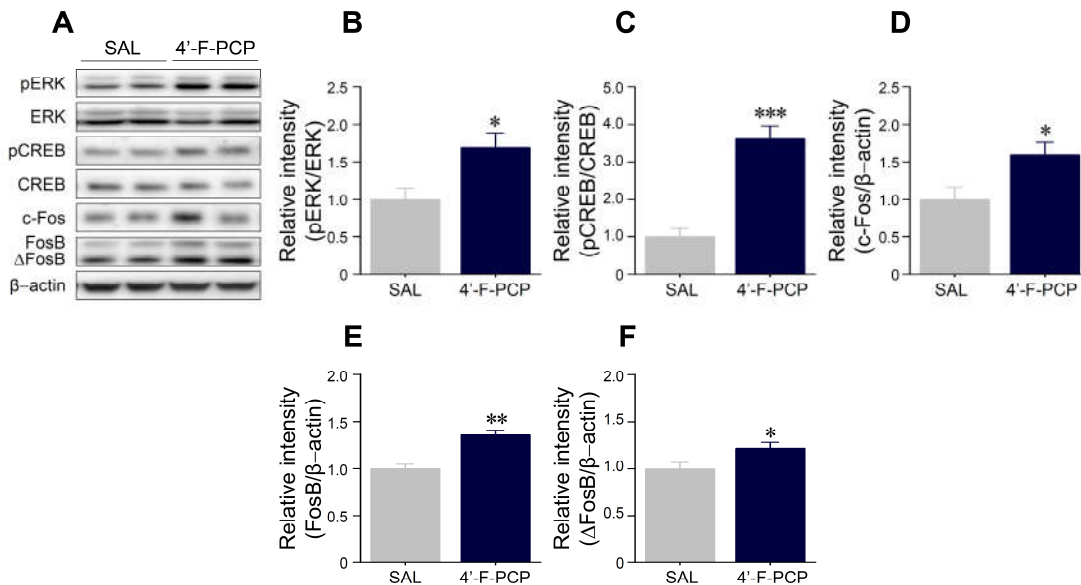 A
SAL 4'-F-PCP
pERK
ERK
pCREB
CREB
c-Fos
FosB
ΔFosB
β−actin
B
Relative intensity
(pERK/ERK)
2.5
2.0
1.5
1.0
0.5
0
*
SAL 4'-F-PCP
C
Relative intensity
(pCREB/CREB)
5.0
4.0
3.0
2.0
1.0
0
***
SAL 4'-F-PCP
D
Relative intensity
(c-Fos/β−actin)
2.5
2.0
1.5
1.0
0.5
0
*
SAL 4'-F-PCP
E
Relative intensity
(FosB/β−actin)
2.0
1.5
1.0
0.5
0
**
SAL 4'-F-PCP
F
Relative intensity
(ΔFosB/β−actin)
2.0
1.5
1.0
0.5
0
*
SAL 4'-F-PCP